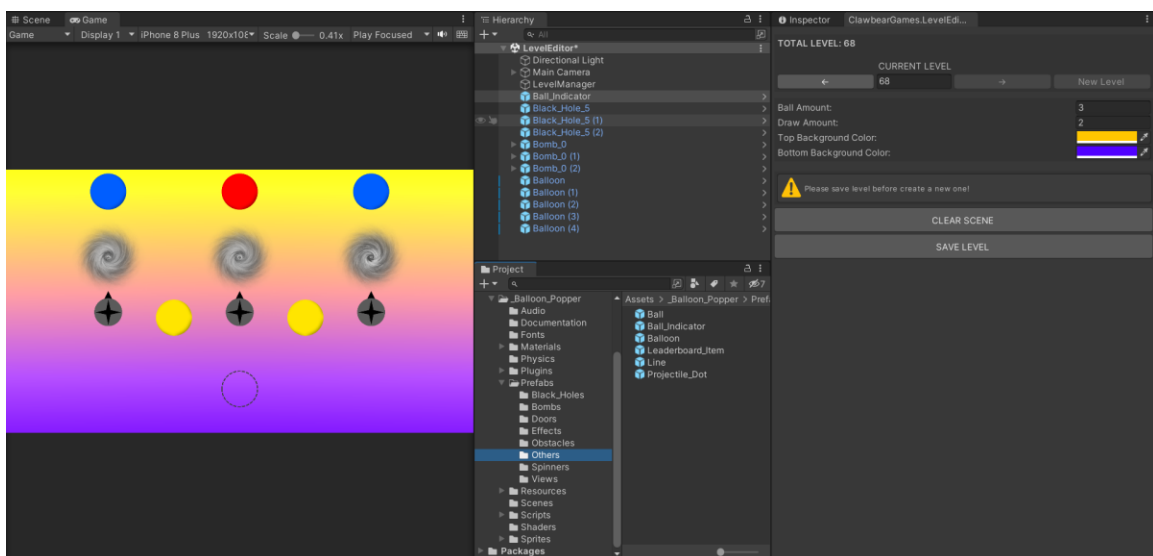 Scene
Game
Game
Display 1
iPhone 8 Plus 1920x108
Scale
0.41x
Play Focused
Hierarchy
All
LevelEditor*
Directional Light
Main Camera
LevelManager
Ball_Indicator
Black_Hole_5
Black_Hole_5 (1)
Black_Hole_5 (2)
Bomb_0
Bomb_0 (1)
Bomb_0 (2)
Balloon
Balloon (1)
Balloon (2)
Balloon (3)
Balloon (4)
Project
7
_Balloon_Popper
Audio
Documentation
Fonts
Materials
Physics
Plugins
Prefabs
Black_Holes
Bombs
Doors
Effects
Obstacles
Others
Spinners
Views
Resources
Scenes
Scripts
Shaders
Sprites
Packages
Assets > _Balloon_Popper > Pref
Ball
Ball_Indicator
Balloon
Leaderboard_Item
Line
Projectile_Dot
Inspector
ClawbearGames.LevelEdi...
TOTAL LEVEL: 68
CURRENT LEVEL
← 68 → New Level
Ball Amount: 3
Draw Amount: 2
Top Background Color:
Bottom Background Color:
Please save level before create a new one!
CLEAR SCENE
SAVE LEVEL